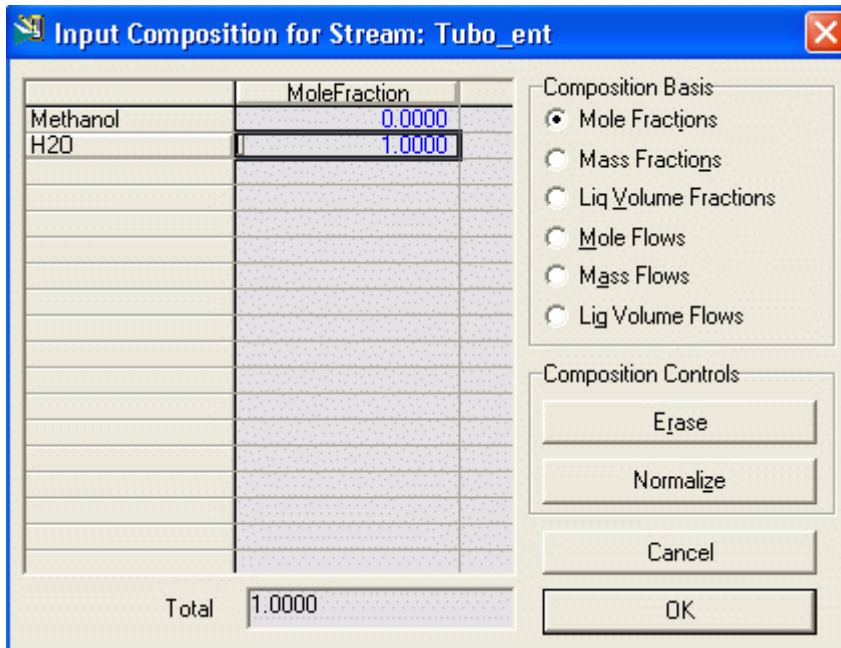 Input Composition for Stream: Tubo_ent
MoleFraction
Methanol 0.0000
H2O 1.0000
Total 1.0000
Composition Basis
Mole Fractions
Mass Fractions
Liq Volume Fractions
Mole Flows
Mass Flows
Liq Volume Flows
Composition Controls
Erase
Normalize
Cancel
OK